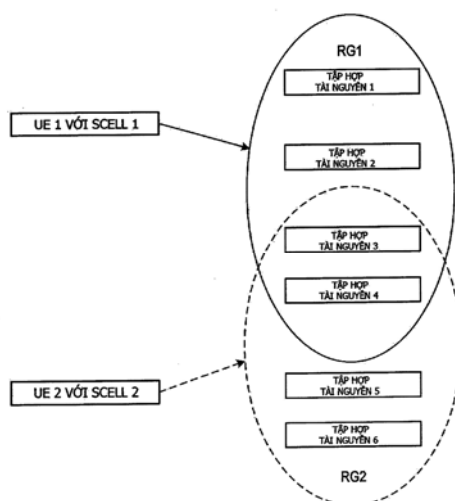 RG1
TẬP HỢP
TÀI NGUYÊN 1
UE 1 VỚI SCELL 1
TẬP HỢP
TÀI NGUYÊN 2
TẬP HỢP
TÀI NGUYÊN 3
TẬP HỢP
TÀI NGUYÊN 4
UE 2 VỚI SCELL 2
TẬP HỢP
TÀI NGUYÊN 5
TẬP HỢP
TÀI NGUYÊN 6
RG2